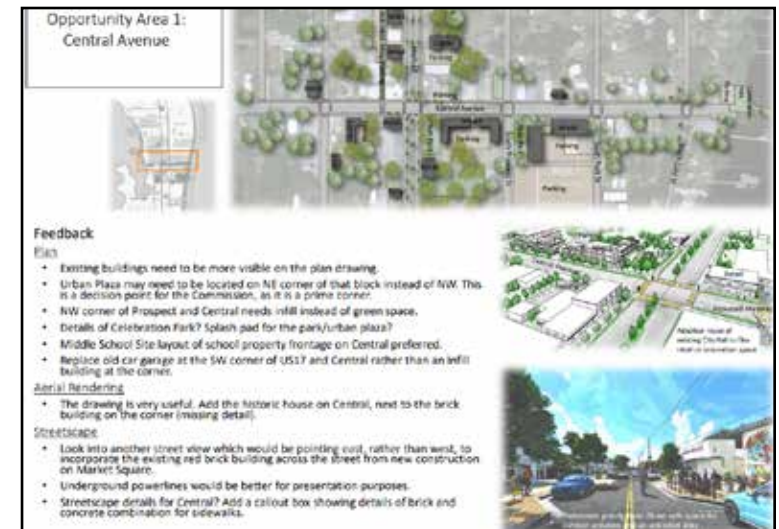 Opportunity Area 1:
Central Avenue
Parking
Parking
Central Avenue
Parking
Parking
Parking
Feedback
Plan
• Existing buildings need to be more visible on the plan drawing.
• Urban Plaza may need to be located on NE corner of that block instead of NW. This
is a decision point for the Commission, as it is a prime corner.
• NW corner of Prospect and Central needs infill instead of green space.
• Details of Celebration Park? Splash pad for the park/urban plaza?
• Middle School Site layout of school property frontage on Central preferred.
• Replace old car garage at the SW corner of US17 and Central rather than an infill
building at the corner.
Aerial Rendering
• The drawing is very useful. Add the historic house on Central, next to the brick
building on the corner (missing detail).
Streetscape
• Look into another street view which would be pointing east, rather than west, to
incorporate the existing red brick building across the street from new construction
on Market Square.
• Underground powerlines would be better for presentation purposes.
• Streetscape details for Central? Add a callout box showing details of brick and
concrete combination for sidewalks.
existing City Hall to